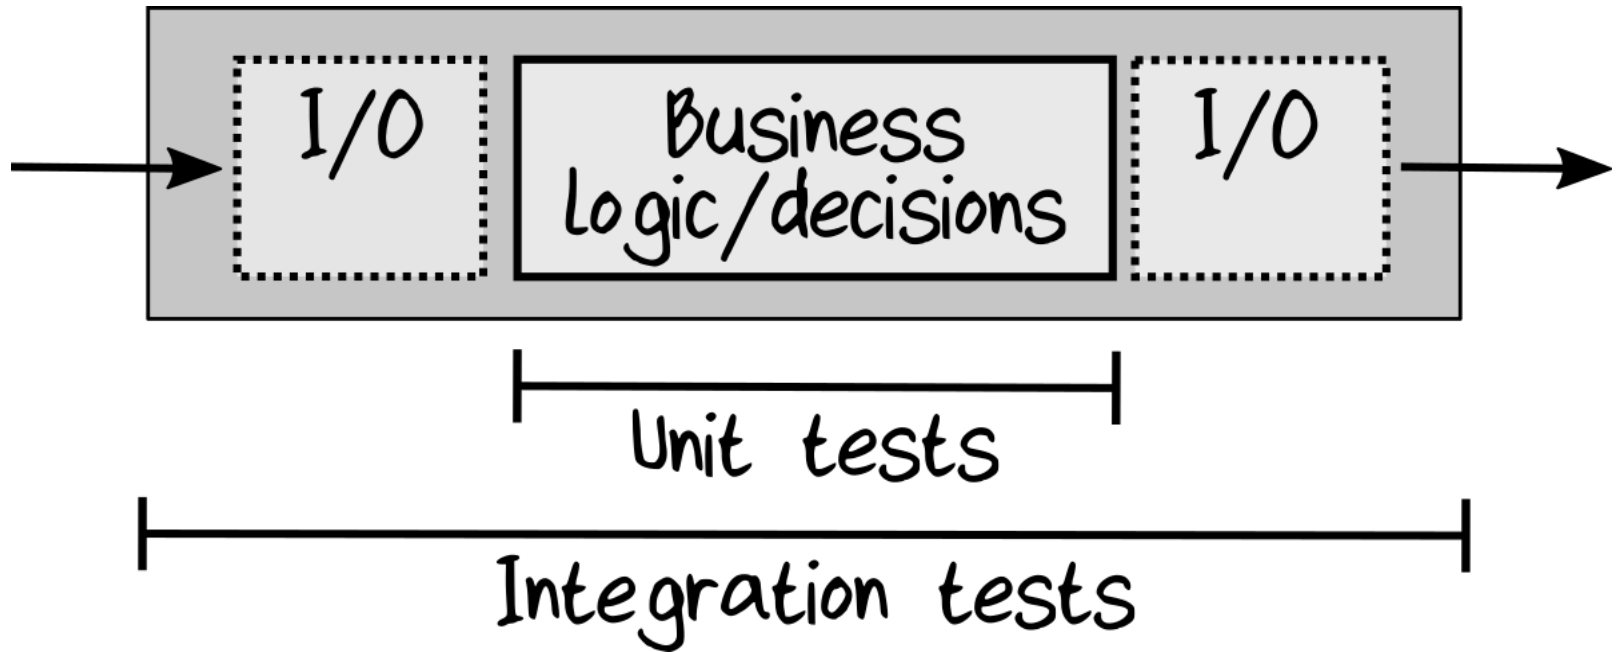 I/O
Business
Logic/decisions
I/O
Unit tests
Integration tests